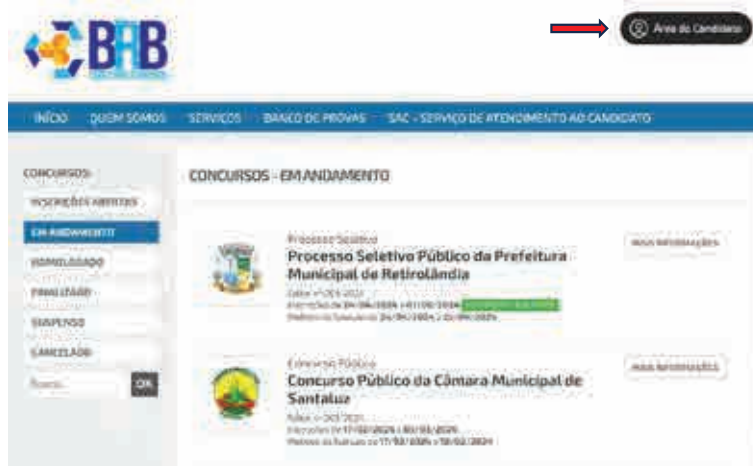 BAB
Área do Candidato
INÍCIO QUEM SOMOS SERVIÇOS BANCO DE PROVAS SAC - SERVIÇO DE ATENDIMENTO AO CANDIDATO
CONCURSOS
INSCRIÇÕES ABERTAS
EM ANDAMENTO
HOMOLOGADO
FINALIZADO
SUSPENSO
CANCELADO
Busca...
OK
CONCURSOS - EM ANDAMENTO
Processo Seletivo
Processo Seletivo Público da Prefeitura
Municipal de Retirolândia
MAIS INFORMAÇÕES
Concurso Público
Concurso Público da Câmara Municipal de
Santaluz
MAIS INFORMAÇÕES